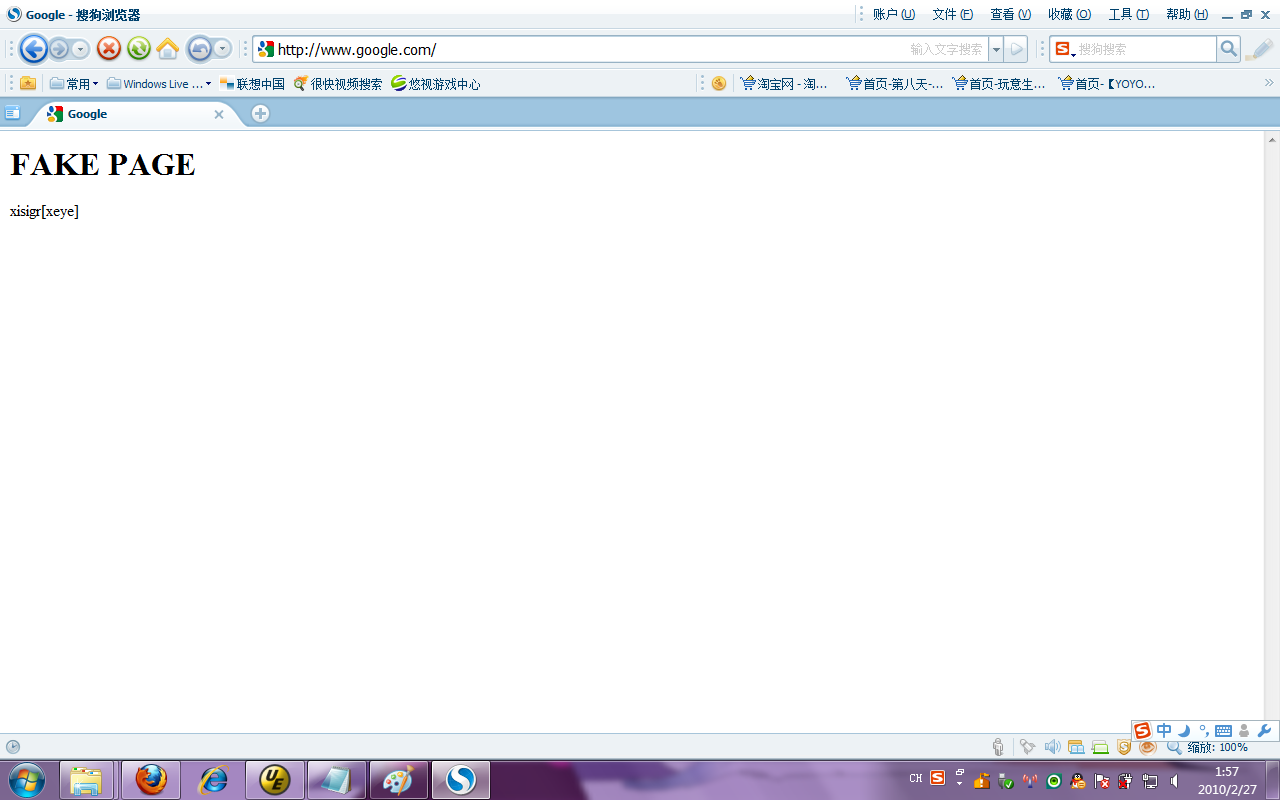 Google - 搜狗浏览器
账户 (U) 文件 (F) 查看 (V) 收藏 (O) 工具 (T) 帮助 (H)
http://www.google.com/ 输入文字搜索 搜狗搜索
常用 Windows Live ... 联想中国 很快视频搜索 悠视游戏中心 淘宝网 - 淘... 首页-第八天-... 首页-玩意生... 首页-【YOYO...
Google
FAKE PAGE
xisigr[xeye]
中
缩放: 100%
UE
CH
1:57
2010/2/27